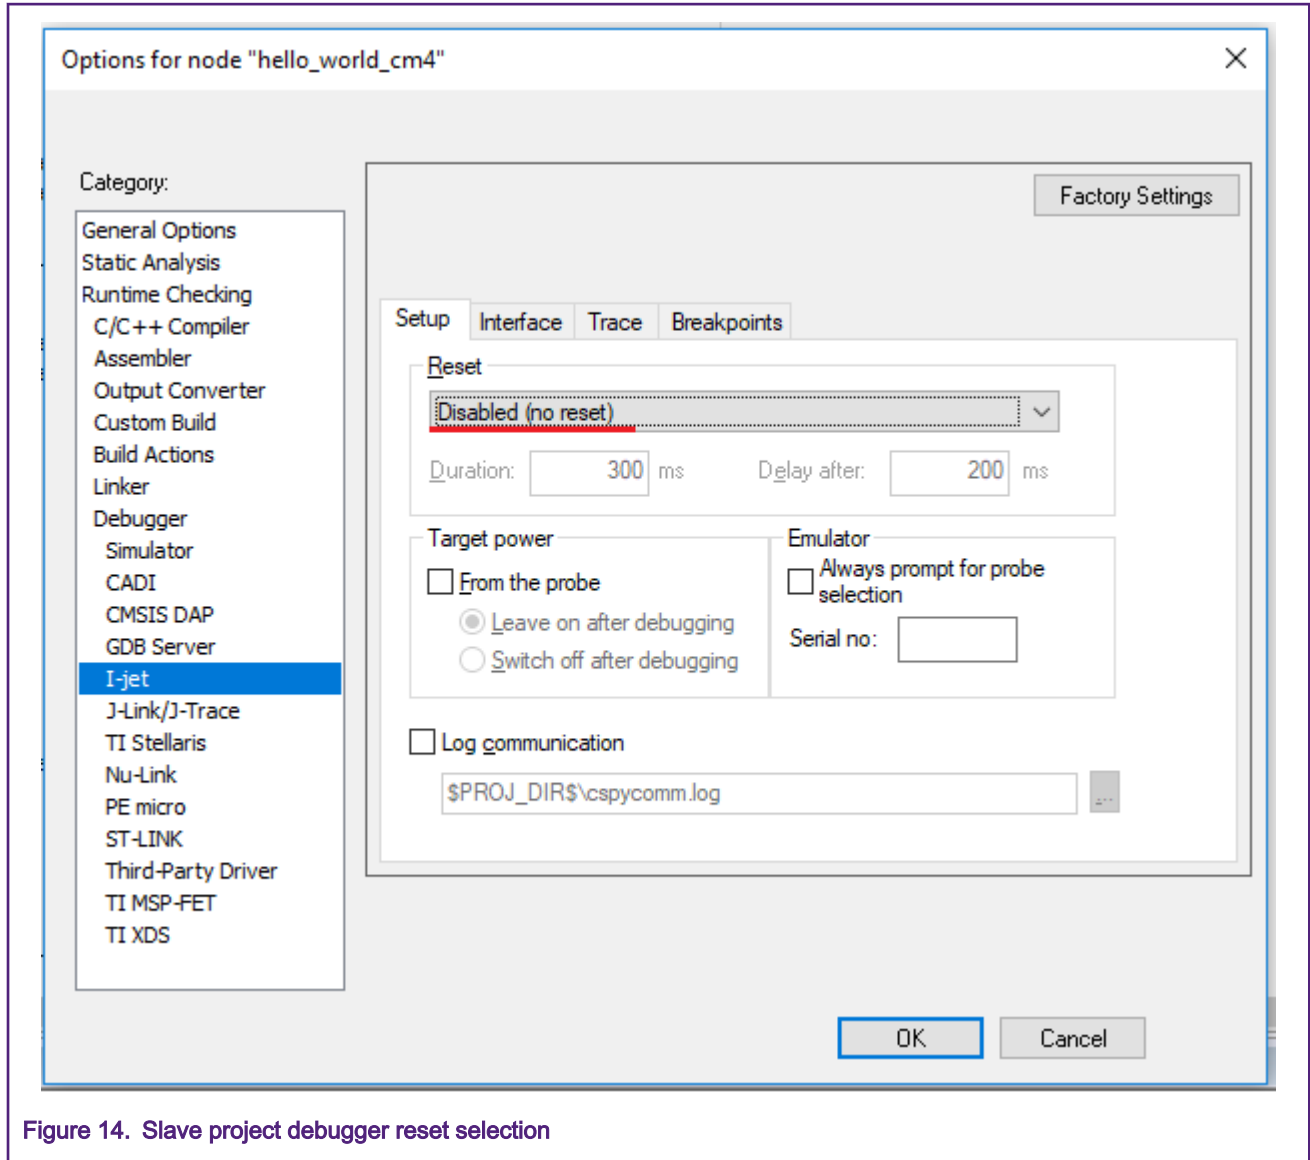 Options for node "hello_world_cm4"
Category:
Factory Settings
General Options
Static Analysis
Runtime Checking
C/C++ Compiler
Assembler
Output Converter
Custom Build
Build Actions
Linker
Debugger
Simulator
CADI
CMSIS DAP
GDB Server
I-jet
J-Link/J-Trace
TI Stellaris
Nu-Link
PE micro
ST-LINK
Third-Party Driver
TI MSP-FET
TI XDS
Setup Interface Trace Breakpoints
Reset
Disabled (no reset)
Duration: 300 ms Delay after: 200 ms
Target power
From the probe
Leave on after debugging
Switch off after debugging
Emulator
Always prompt for probe
selection
Serial no:
Log communication
$PROJ_DIR$\cspycomm.log
...
OK Cancel
Figure 14. Slave project debugger reset selection